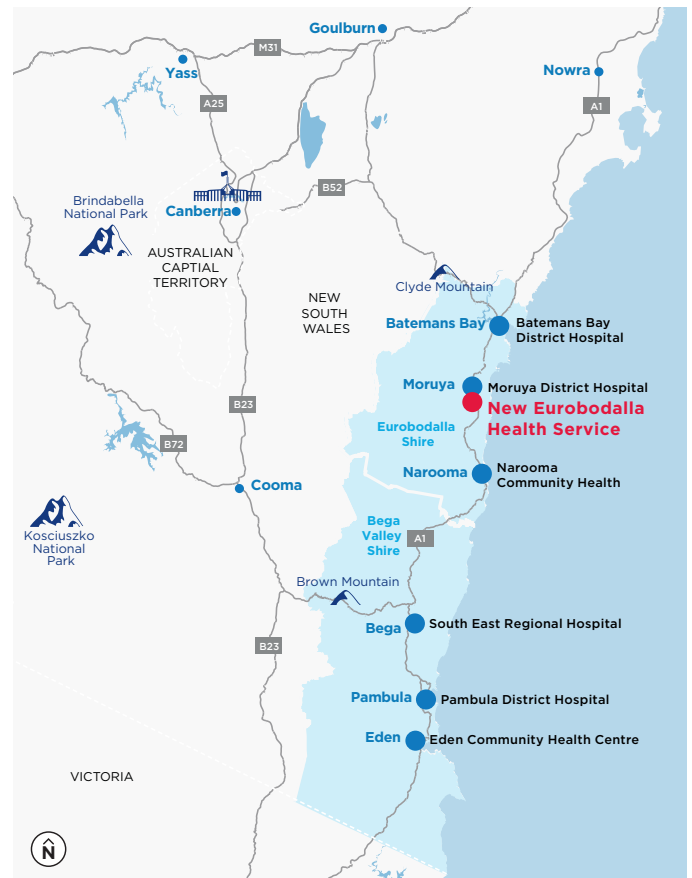 Goulburn
M31
Yass
Nowra
A25
A1
B52
Brindabella
National Park
Canberra
AUSTRALIAN
CAPTIAL
TERRITORY
Clyde Mountain
NEW
SOUTH
WALES
Batemans Bay
Batemans Bay
District Hospital
Moruya
Moruya District Hospital
New Eurobodalla
Health Service
B23
Eurobodalla
Shire
B72
Narooma
Narooma
Community Health
Cooma
Kosciuszko
National
Park
Bega
Valley
Shire
A1
Brown Mountain
Bega
South East Regional Hospital
B23
Pambula
Pambula District Hospital
Eden
Eden Community Health Centre
VICTORIA
N